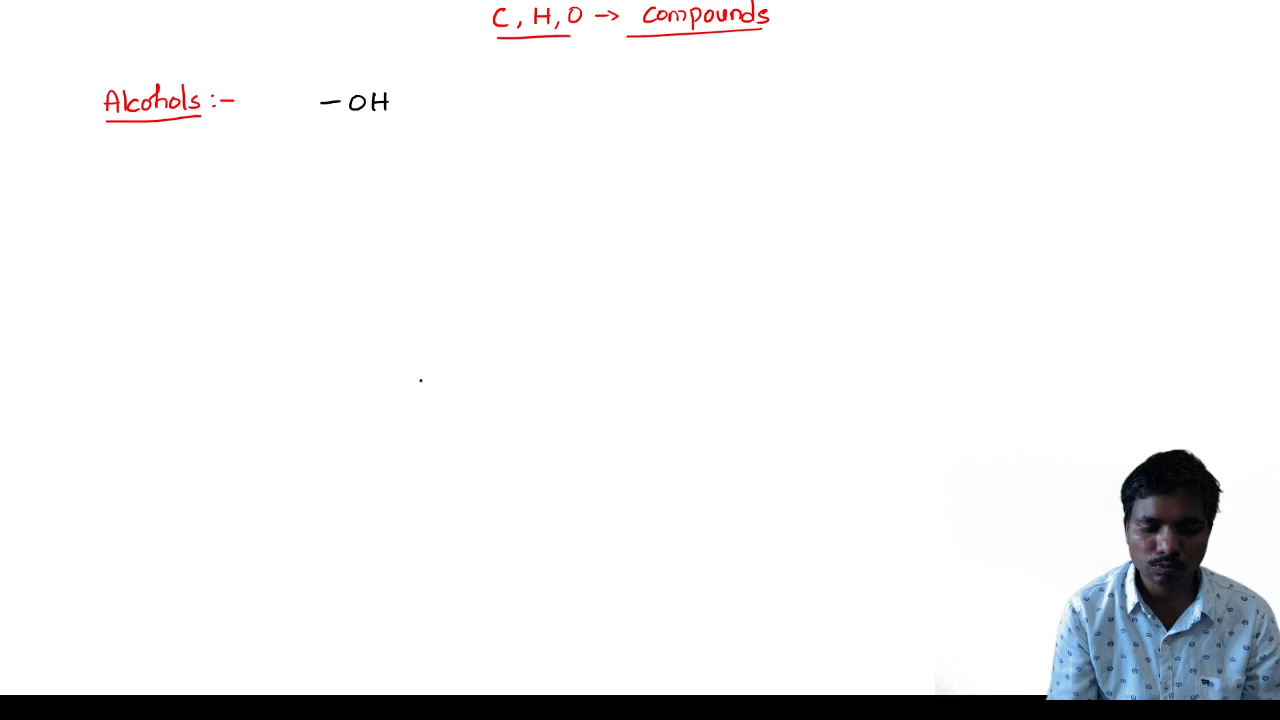 C, H, O → Compounds
Alcohols :- -OH